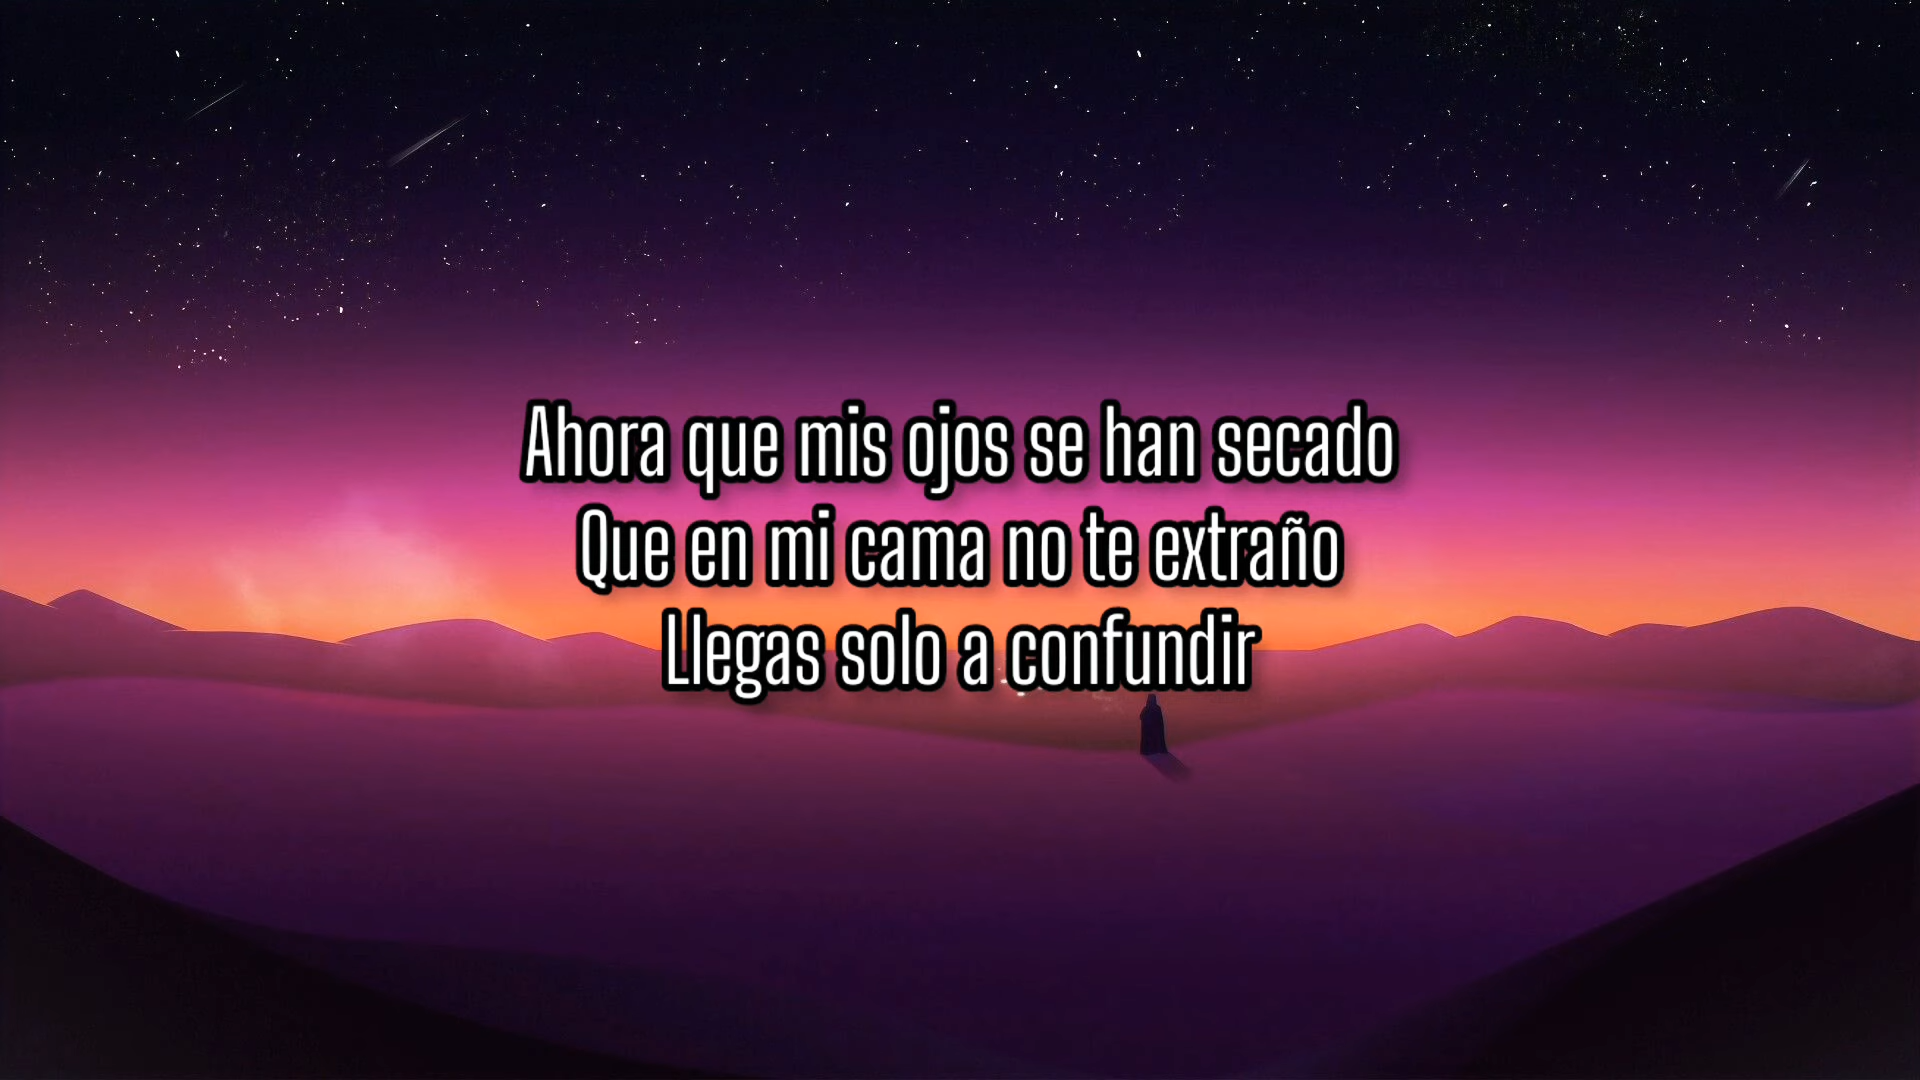 Ahora que mis ojos se han secado
Que en mi cama no te extraño
Llegas solo a confundir